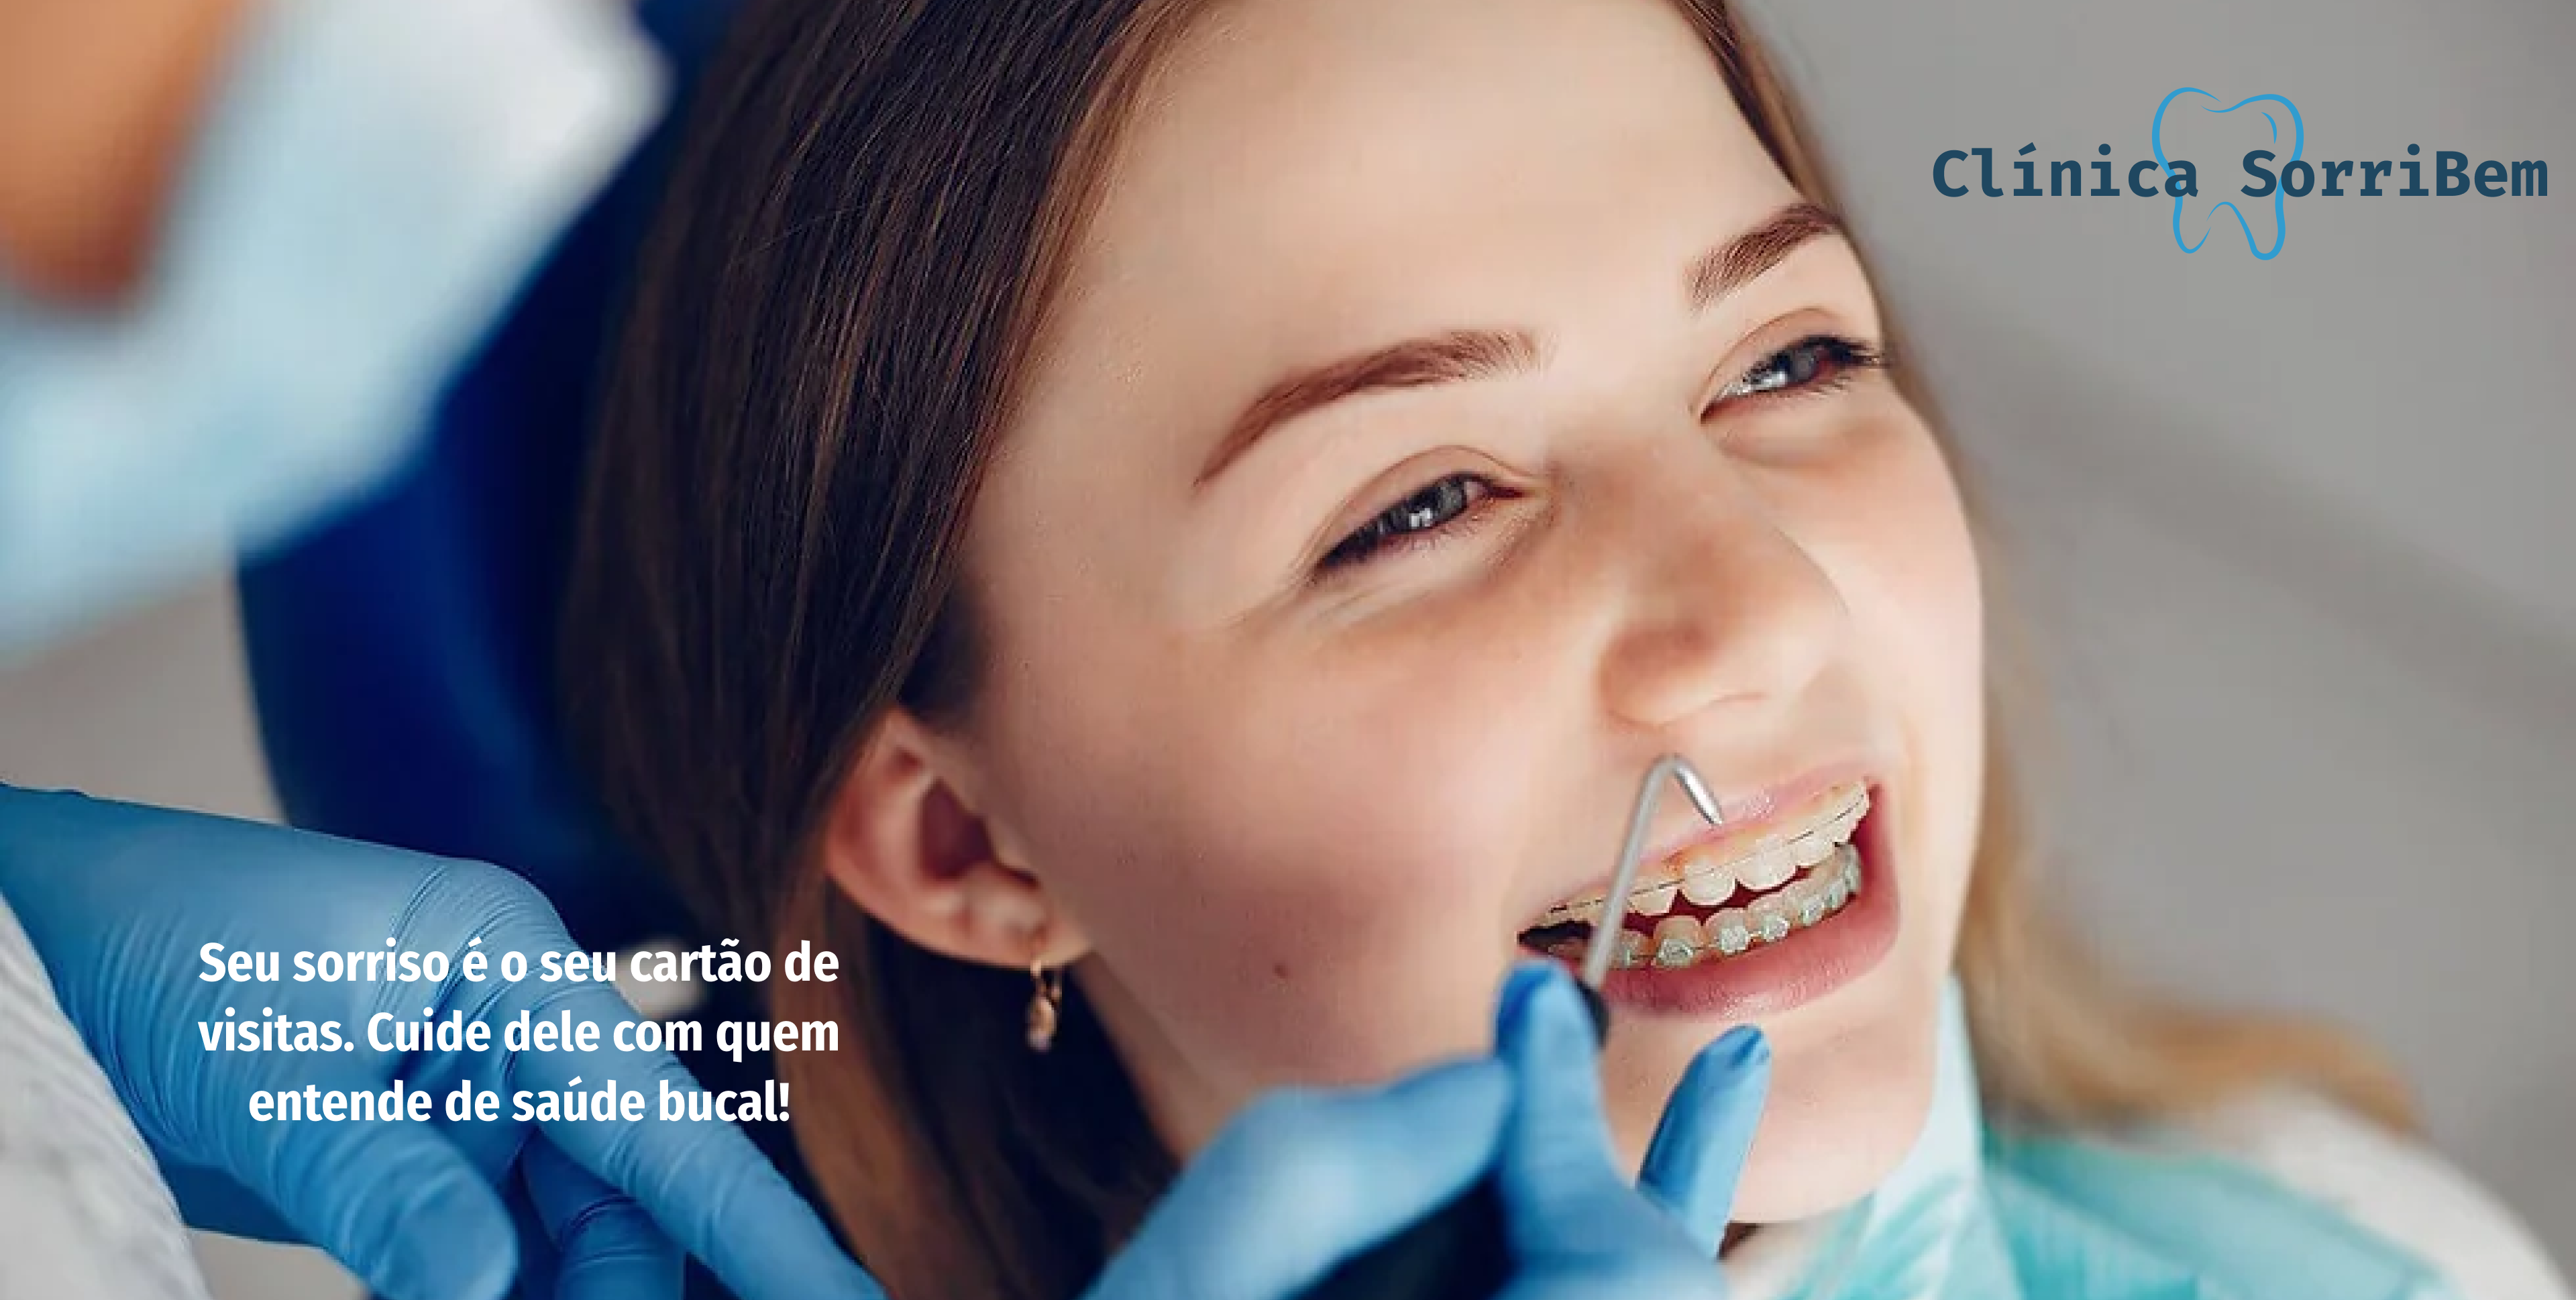 Clínica SorriBem
Seu sorriso é o seu cartão de
visitas. Cuide dele com quem
entende de saúde bucal!